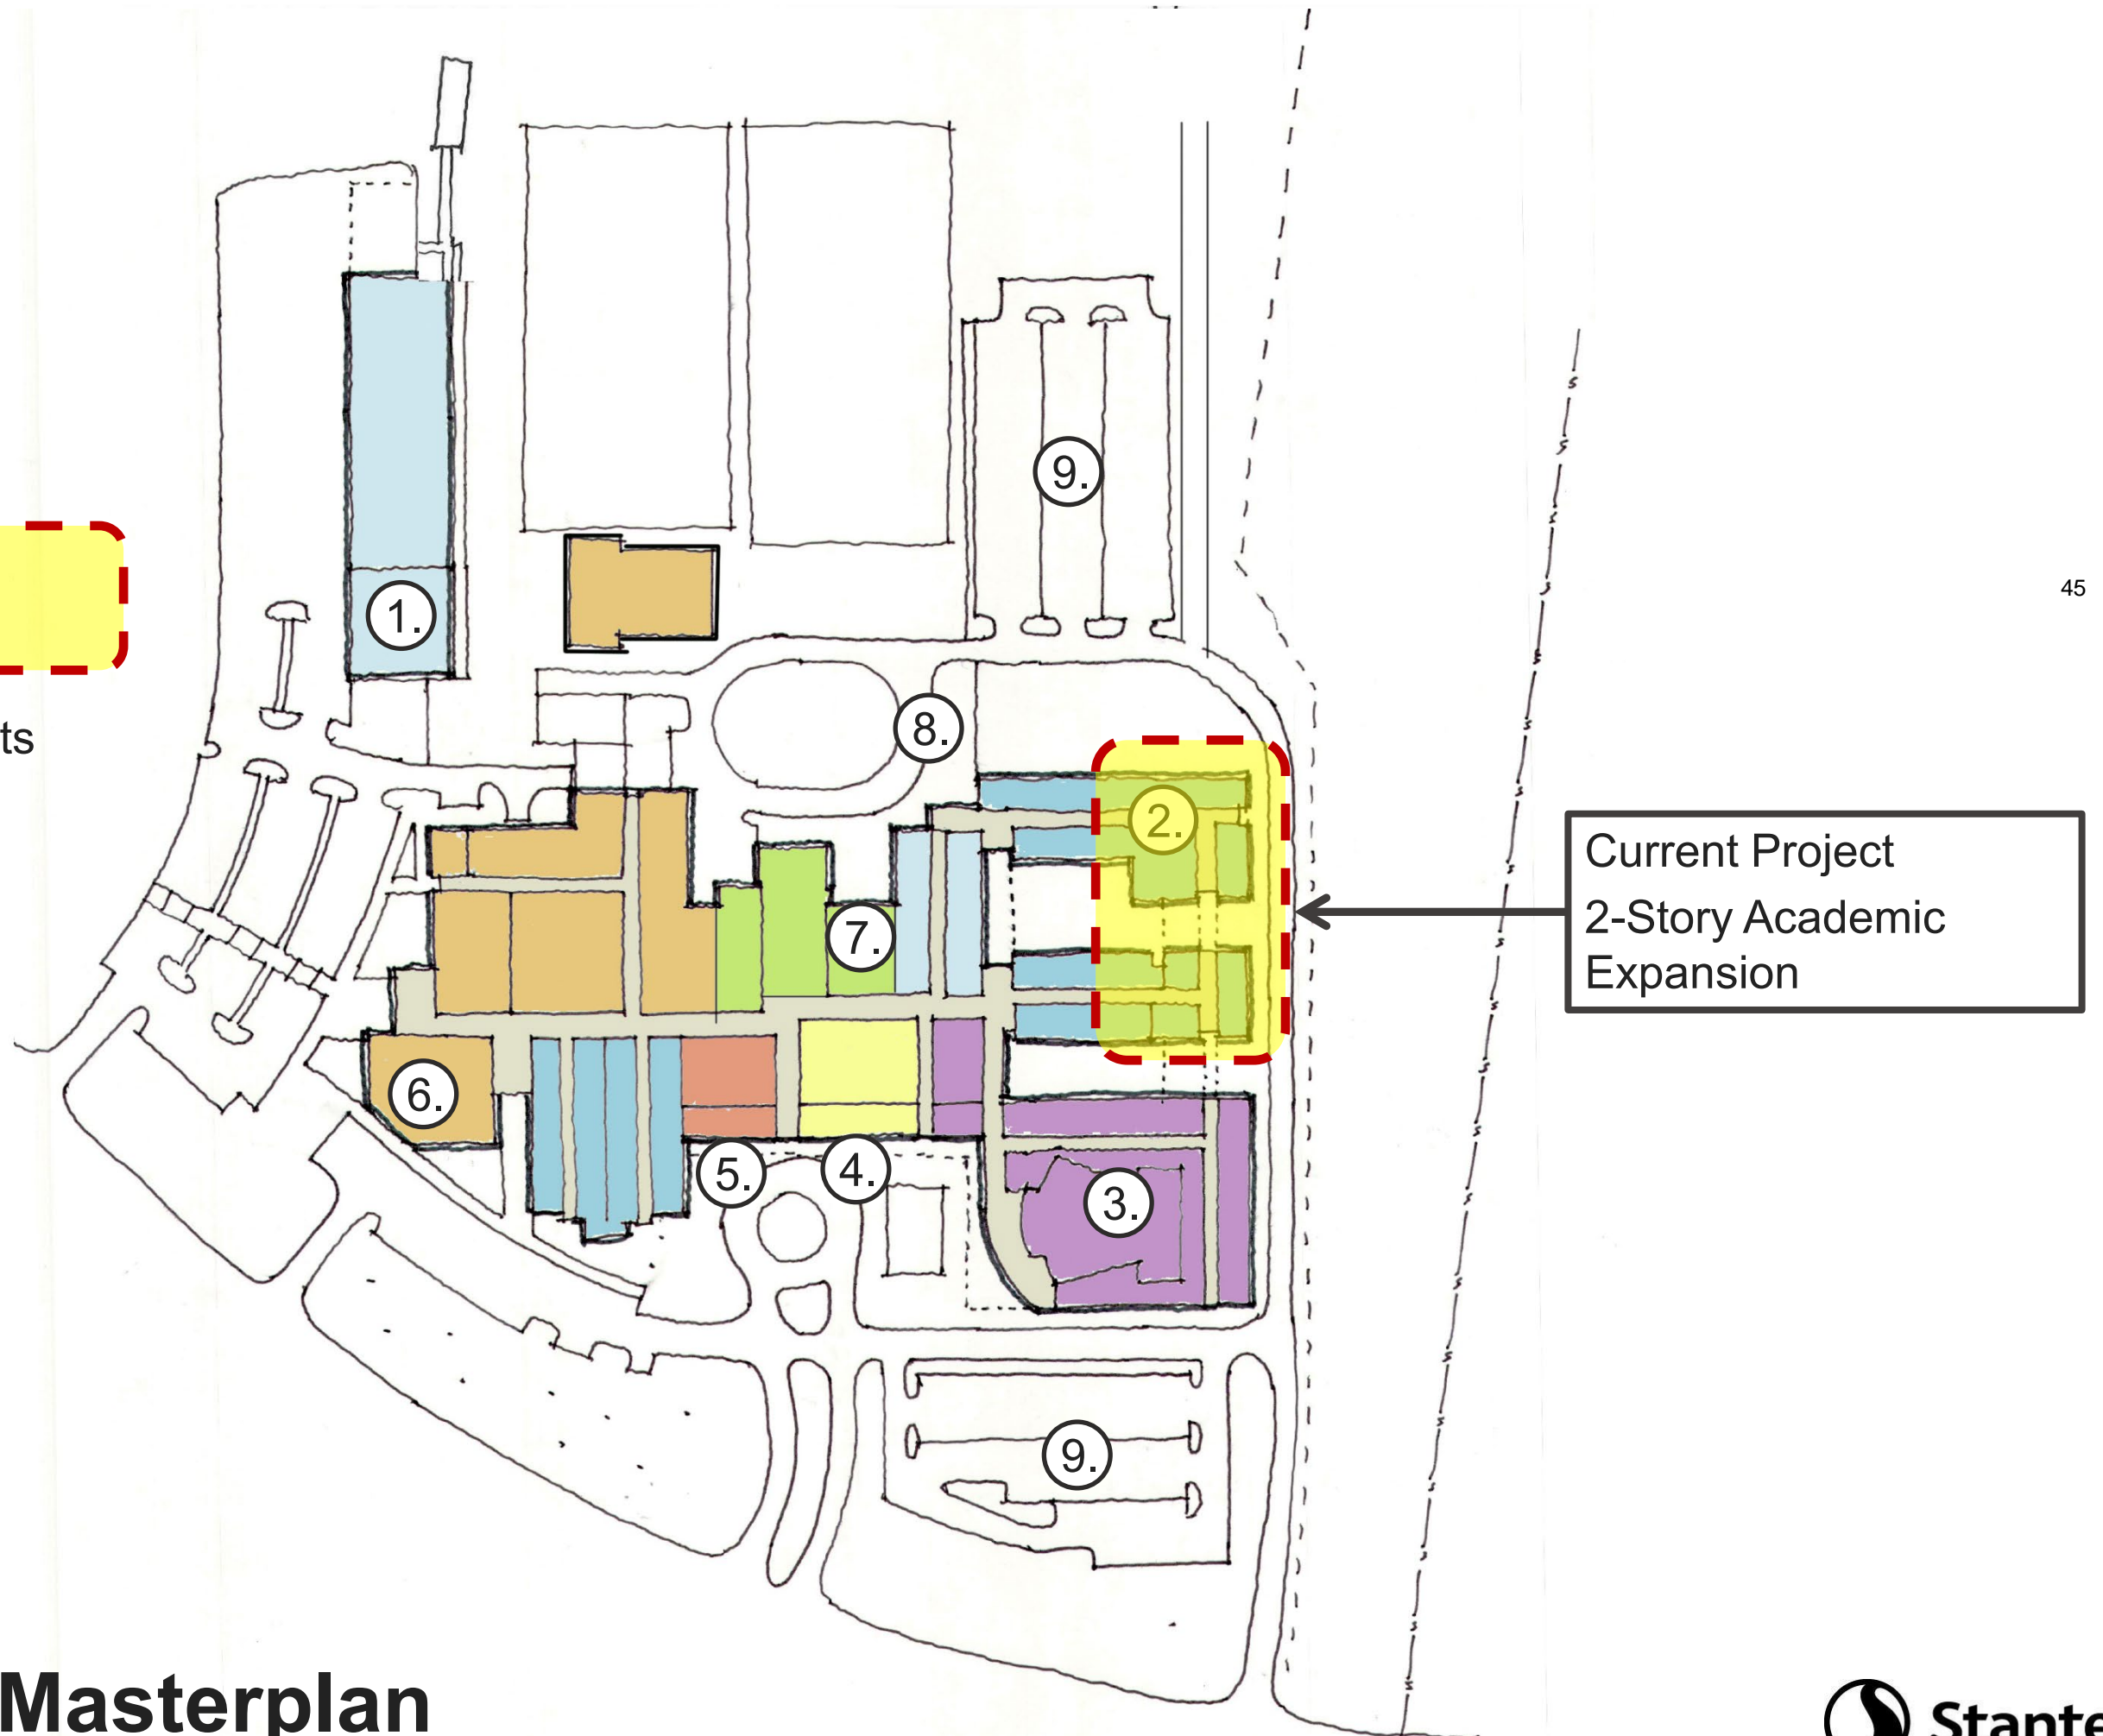 9.
45
1.
ts
8.
2.
Current Project
2-Story Academic
Expansion
7.
6.
5.
4.
3.
9.
Masterplan
Stante